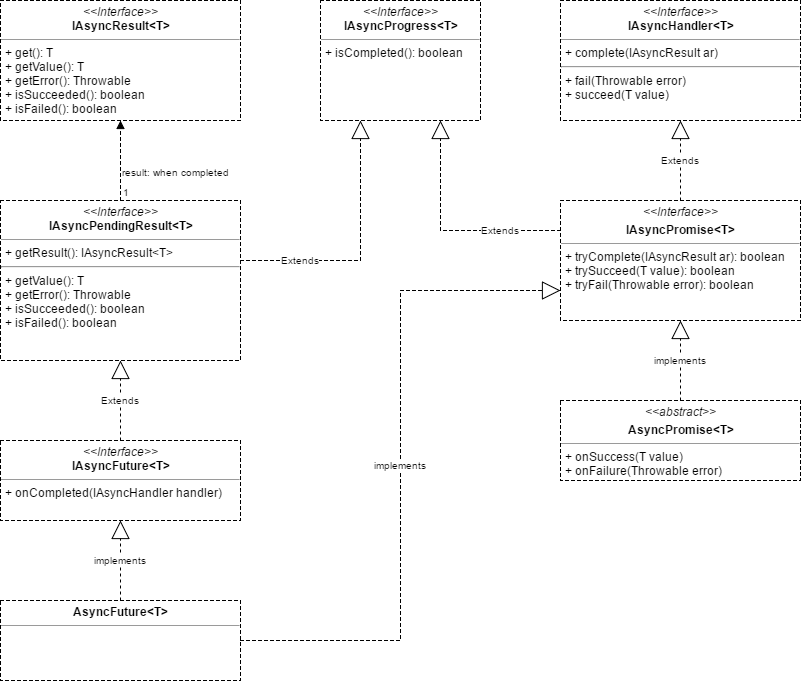 <<Interface>>
IAsyncResult<T>
+ get(): T
+ getValue(): T
+ getError(): Throwable
+ isSucceeded(): boolean
+ isFailed(): boolean
<<Interface>>
IAsyncProgress<T>
+ isCompleted(): boolean
<<Interface>>
IAsyncHandler<T>
+ complete(IAsyncResult ar)
+ fail(Throwable error)
+ succeed(T value)
result: when completed
1
Extends
<<Interface>>
IAsyncPendingResult<T>
+ getResult(): IAsyncResult<T>
+ getValue(): T
+ getError(): Throwable
+ isSucceeded(): boolean
+ isFailed(): boolean
Extends
Extends
<<Interface>>
IAsyncPromise<T>
+ tryComplete(IAsyncResult ar): boolean
+ trySucceed(T value): boolean
+ tryFail(Throwable error): boolean
Extends
implements
<<Interface>>
IAsyncFuture<T>
+ onCompleted(IAsyncHandler handler)
implements
<<abstract>>
AsyncPromise<T>
+ onSuccess(T value)
+ onFailure(Throwable error)
implements
AsyncFuture<T>